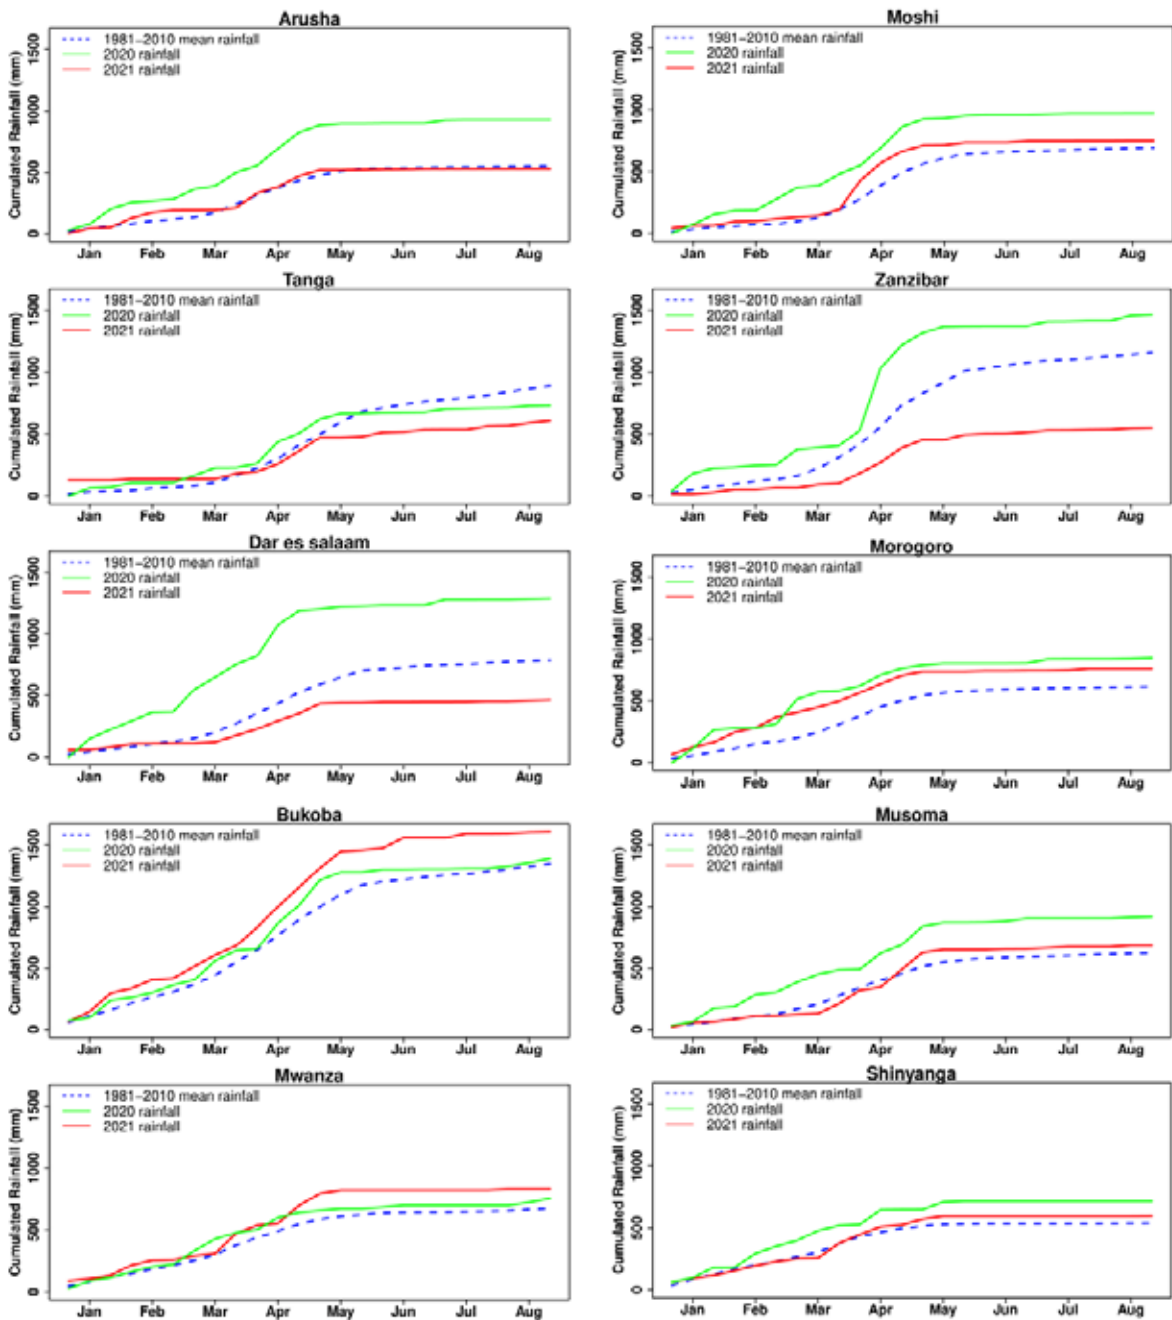 Arusha
1981−2010 mean rainfall
2020 rainfall
2021 rainfall
Cumulated Rainfall (mm)
0 500 1000 1500
Jan Feb Mar Apr May Jun Jul Aug
Moshi
1981−2010 mean rainfall
2020 rainfall
2021 rainfall
Cumulated Rainfall (mm)
0 500 1000 1500
Jan Feb Mar Apr May Jun Jul Aug
Tanga
1981−2010 mean rainfall
2020 rainfall
2021 rainfall
Cumulated Rainfall (mm)
0 500 1000 1500
Jan Feb Mar Apr May Jun Jul Aug
Zanzibar
1981−2010 mean rainfall
2020 rainfall
2021 rainfall
Cumulated Rainfall (mm)
0 500 1000 1500
Jan Feb Mar Apr May Jun Jul Aug
Dar es salaam
1981−2010 mean rainfall
2020 rainfall
2021 rainfall
Cumulated Rainfall (mm)
0 500 1000 1500
Jan Feb Mar Apr May Jun Jul Aug
Morogoro
1981−2010 mean rainfall
2020 rainfall
2021 rainfall
Cumulated Rainfall (mm)
0 500 1000 1500
Jan Feb Mar Apr May Jun Jul Aug
Bukoba
1981−2010 mean rainfall
2020 rainfall
2021 rainfall
Cumulated Rainfall (mm)
0 500 1000 1500
Jan Feb Mar Apr May Jun Jul Aug
Musoma
1981−2010 mean rainfall
2020 rainfall
2021 rainfall
Cumulated Rainfall (mm)
0 500 1000 1500
Jan Feb Mar Apr May Jun Jul Aug
Mwanza
1981−2010 mean rainfall
2020 rainfall
2021 rainfall
Cumulated Rainfall (mm)
0 500 1000 1500
Jan Feb Mar Apr May Jun Jul Aug
Shinyanga
1981−2010 mean rainfall
2020 rainfall
2021 rainfall
Cumulated Rainfall (mm)
0 500 1000 1500
Jan Feb Mar Apr May Jun Jul Aug